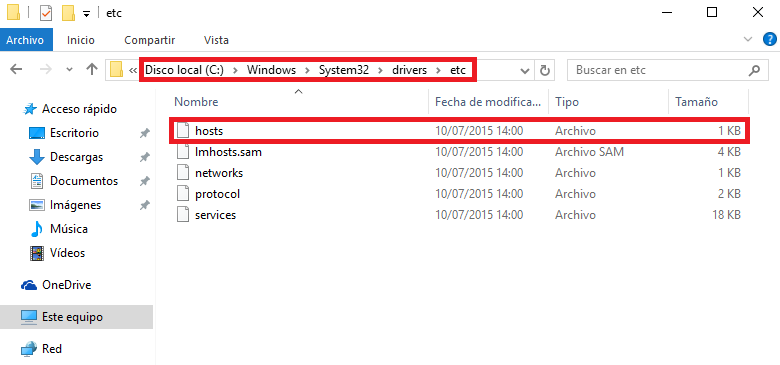 etc
Archivo Inicio Compartir Vista
« Disco local (C:) > Windows > System32 > drivers > etc Buscar en etc
Nombre Fecha de modifica... Tipo Tamaño
Acceso rápido
Escritorio
Descargas
Documentos
Imágenes
Música
Vídeos
OneDrive
Este equipo
Red
hosts 10/07/2015 14:00 Archivo 1 KB
lmhosts.sam 10/07/2015 14:00 Archivo SAM 4 KB
networks 10/07/2015 14:00 Archivo 1 KB
protocol 10/07/2015 14:00 Archivo 2 KB
services 10/07/2015 14:00 Archivo 18 KB